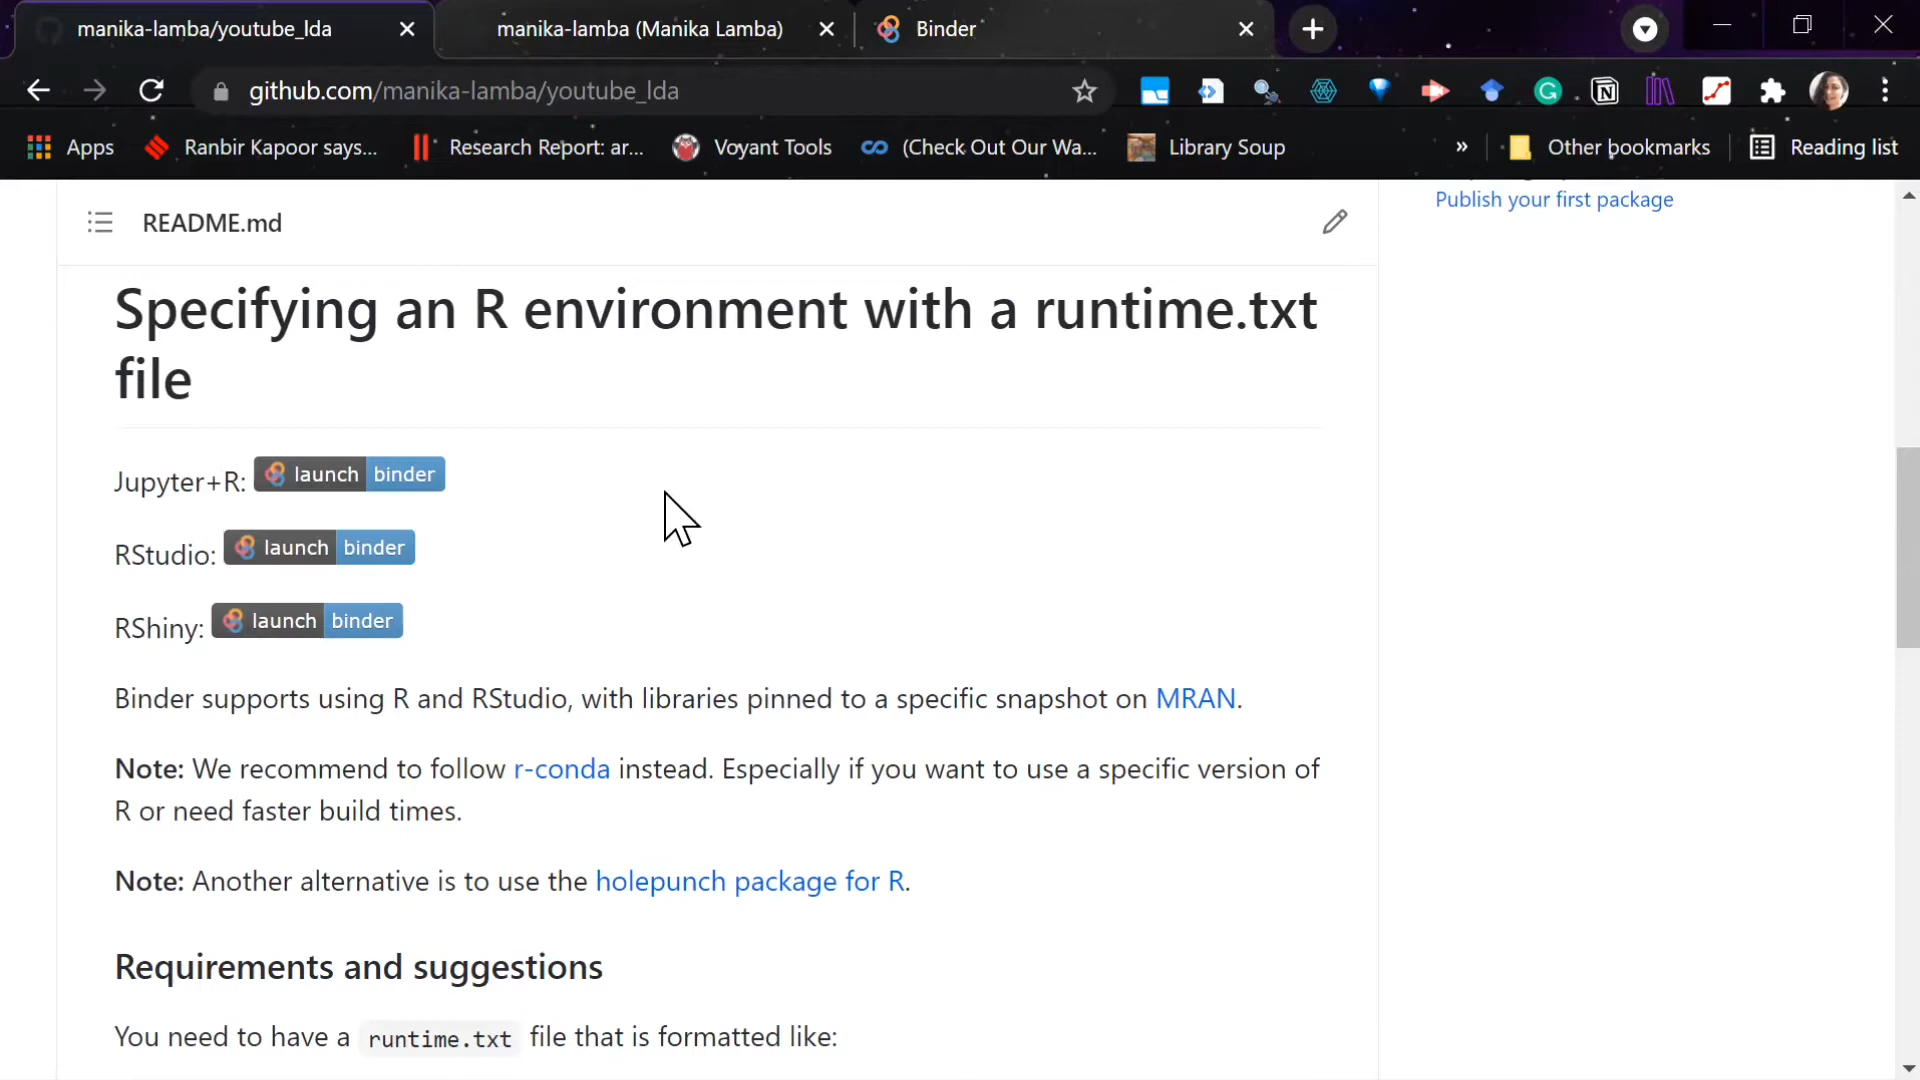 manika-lamba/youtube_lda
manika-lamba (Manika Lamba)
Binder
github.com/manika-lamba/youtube_lda
Apps
Ranbir Kapoor says...
Research Report: ar...
Voyant Tools
(Check Out Our Wa...
Library Soup
»
Other bookmarks
Reading list
Publish your first package
README.md
Specifying an R environment with a runtime.txt
file
Jupyter+R: launch binder
RStudio: launch binder
RShiny: launch binder
Binder supports using R and RStudio, with libraries pinned to a specific snapshot on MRAN.
Note: We recommend to follow r-conda instead. Especially if you want to use a specific version of
R or need faster build times.
Note: Another alternative is to use the holepunch package for R.
Requirements and suggestions
You need to have a runtime.txt file that is formatted like: